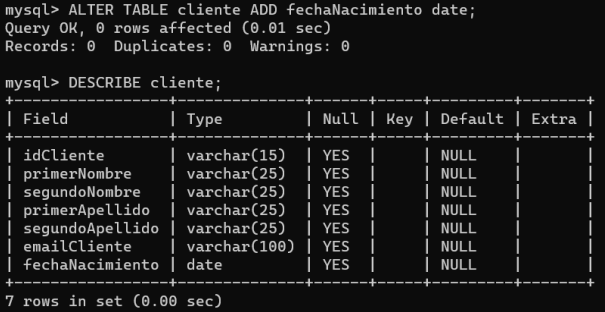 mysql> ALTER TABLE cliente ADD fechaNacimiento date;
Query OK, 0 rows affected (0.01 sec)
Records: 0  Duplicates: 0  Warnings: 0

mysql> DESCRIBE cliente;
+-----------------+--------------+------+-----+---------+-------+
| Field           | Type         | Null | Key | Default | Extra |
+-----------------+--------------+------+-----+---------+-------+
| idCliente       | varchar(15)  | YES  |     | NULL    |       |
| primerNombre    | varchar(25)  | YES  |     | NULL    |       |
| segundoNombre   | varchar(25)  | YES  |     | NULL    |       |
| primerApellido  | varchar(25)  | YES  |     | NULL    |       |
| segundoApellido | varchar(25)  | YES  |     | NULL    |       |
| emailCliente    | varchar(100) | YES  |     | NULL    |       |
| fechaNacimiento | date         | YES  |     | NULL    |       |
+-----------------+--------------+------+-----+---------+-------+
7 rows in set (0.00 sec)